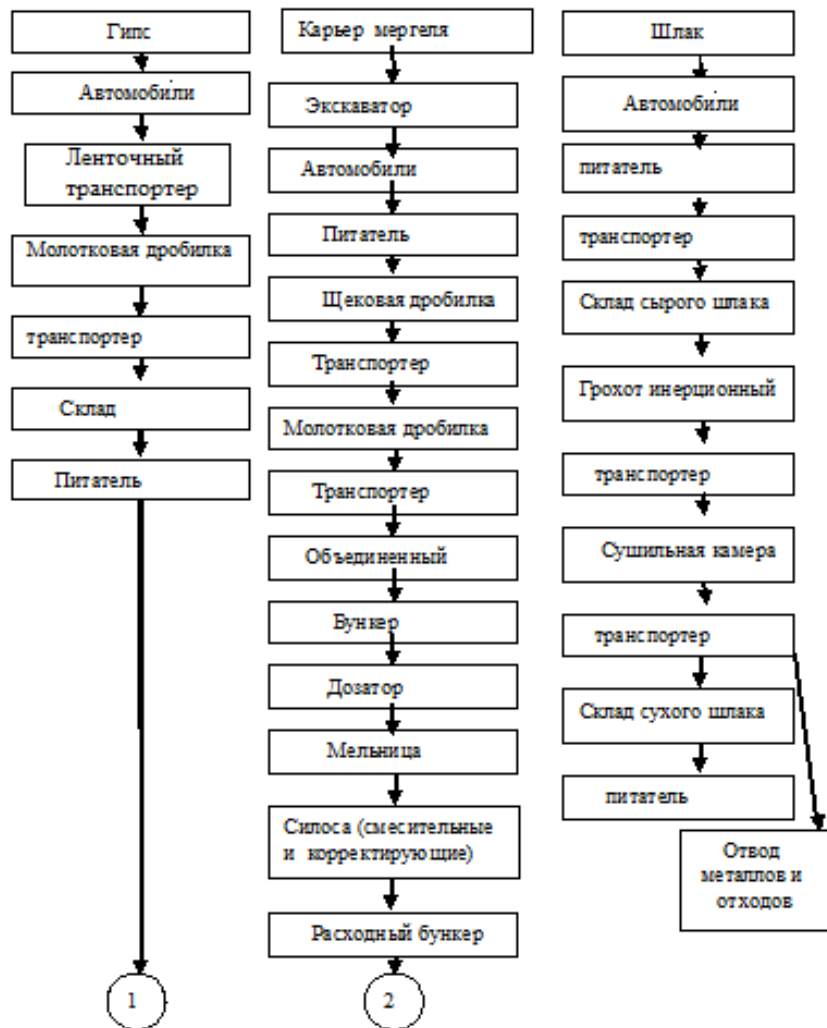 Гипс
Автомобили
Ленточный
транспортер
Молотковая дробилка
транспортер
Склад
Питатель
1
Карьер мергеля
Экскаватор
Автомобили
Питатель
Щековая дробилка
Транспортер
Молотковая дробилка
Транспортер
Объединенный
Бункер
Дозатор
Мельница
Силоса (смесительные
и корректирующие)
Расходный бункер
2
Шлак
Автомобили
питатель
транспортер
Склад сырого шлака
Грохот инерционный
транспортер
Сушильная камера
транспортер
Склад сухого шлака
питатель
Отвод
металлов и
отходов